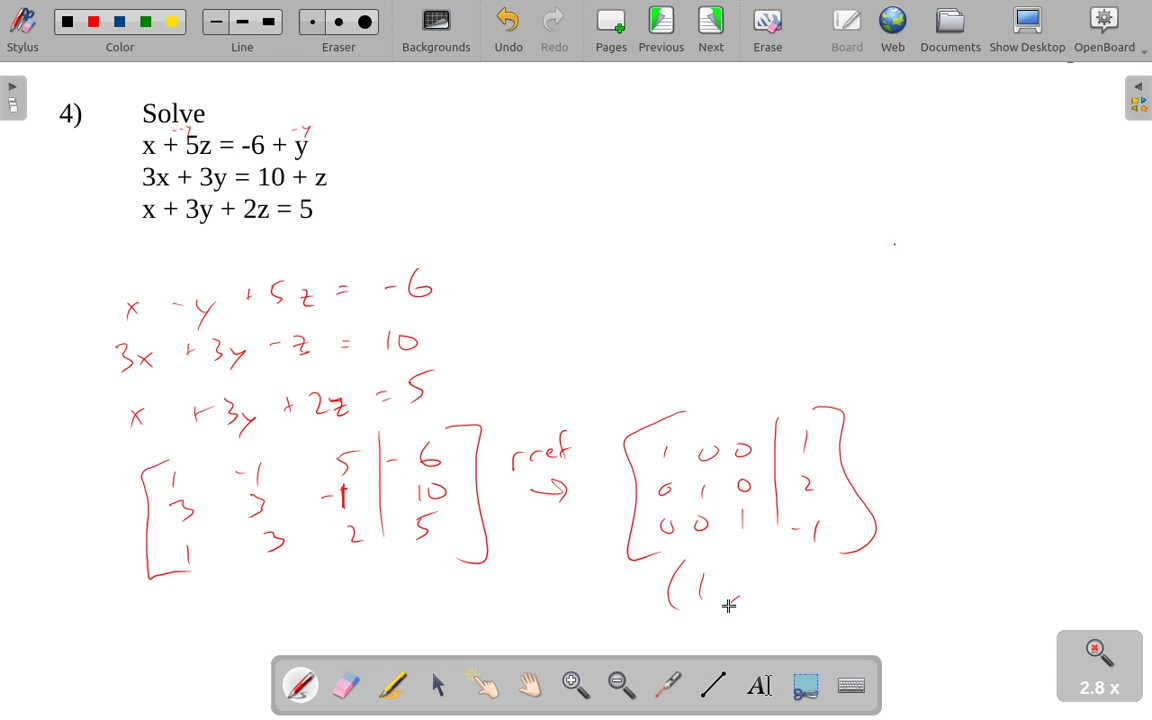 Stylus Color Line Eraser Backgrounds Undo Redo Pages Previous Next Erase Board Web Documents Show Desktop OpenBoard
4) Solve
-y -y
x + 5z = -6 + y
3x + 3y = 10 + z
x + 3y + 2z = 5
x - y + 5z = -6
3x + 3y - z = 10
x + 3y + 2z = 5
1 -1 5 | -6 rref 1 0 0 | 1
3 3 -1 | 10 → 0 1 0 | 2
1 3 2 | 5 0 0 1 | -1
(1
2.8 x